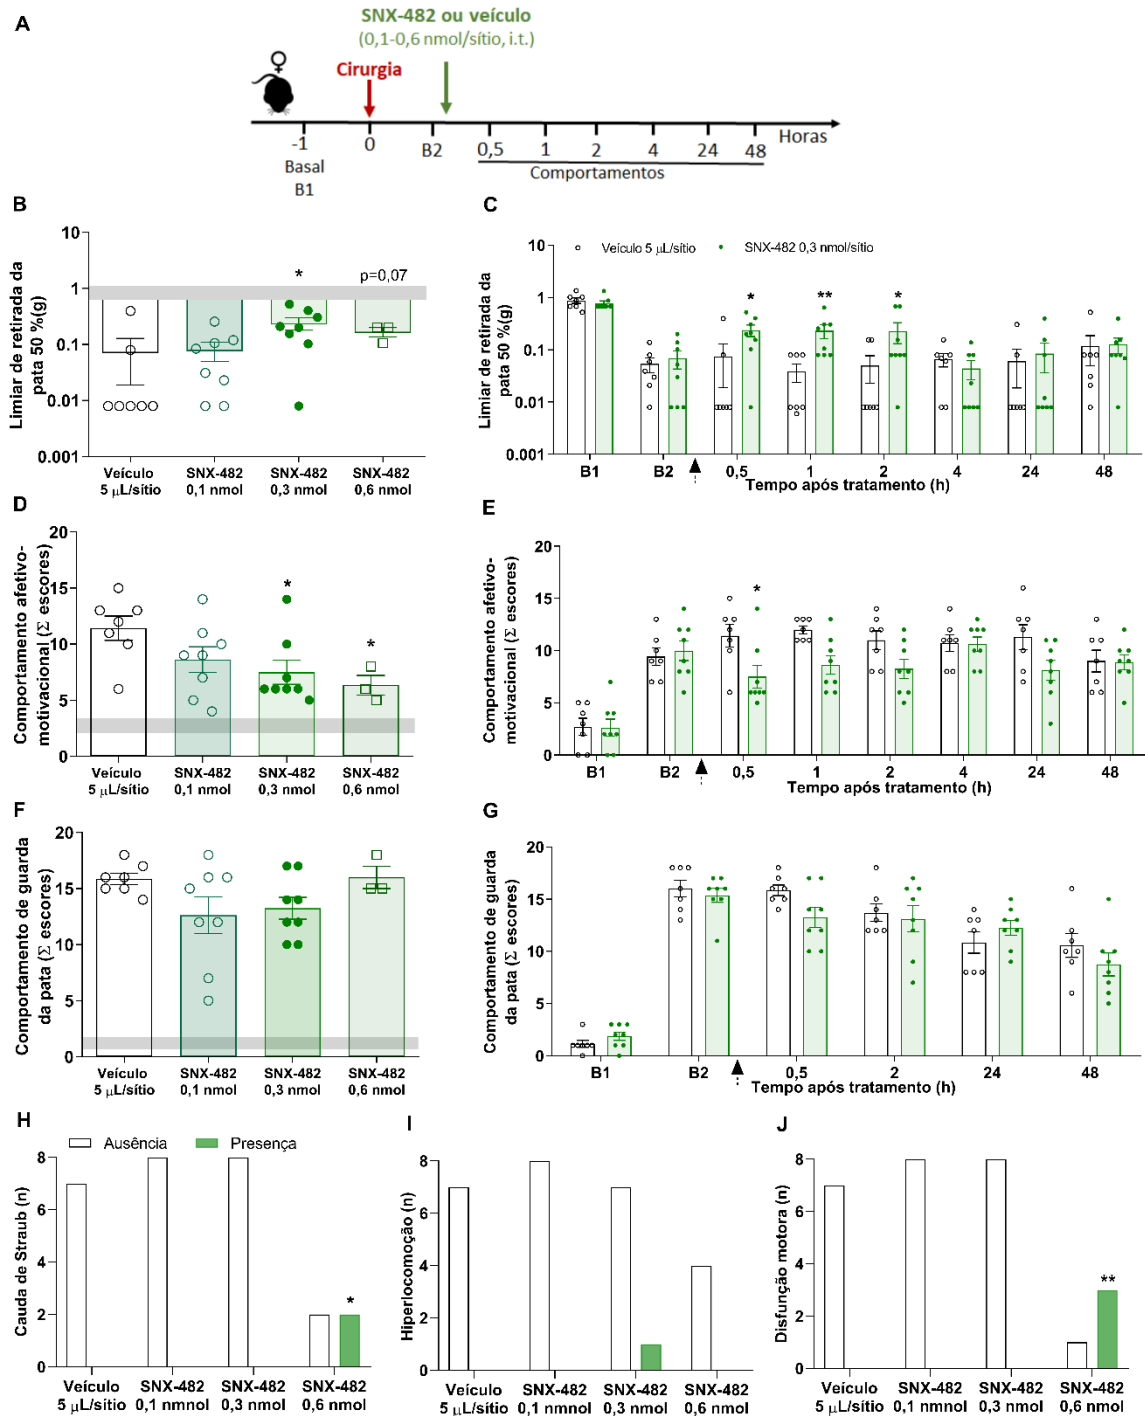 A
SNX-482 ou veículo
(0,1-0,6 nmol/sítio, i.t.)
Cirurgia
-1
0
B2
0,5
1
2
4
24
48
Horas
Basal
B1
Comportamentos
B
Limiar de retirada da
pata 50 %(g)
10
1
0.1
0.01
0.001
*
p=0,07
Veículo
5 µL/sítio
SNX-482
0,1 nmol
SNX-482
0,3 nmol
SNX-482
0,6 nmol
C
Limiar de retirada da
pata 50 %(g)
10
1
0.1
0.01
0.001
Veículo 5 µL/sítio
SNX-482 0,3 nmol/sítio
*
**
*
B1
B2
0,5
1
2
4
24
48
Tempo após tratamento (h)
D
Comportamento afetivo-
motivacional (Σ escores)
20
15
10
5
0
*
*
Veículo
5 µL/sítio
SNX-482
0,1 nmol
SNX-482
0,3 nmol
SNX-482
0,6 nmol
E
Comportamento afetivo-
motivacional (Σ escores)
20
15
10
5
0
*
B1
B2
0,5
1
2
4
24
48
Tempo após tratamento (h)
F
Comportamento de guarda
da pata (Σ escores)
20
15
10
5
0
Veículo
5 µL/sítio
SNX-482
0,1 nmol
SNX-482
0,3 nmol
SNX-482
0,6 nmol
G
Comportamento de guarda
da pata (Σ escores)
20
15
10
5
0
B1
B2
0,5
2
24
48
Tempo após tratamento (h)
H
Ausência
Presença
Cauda de Straub (n)
8
6
4
2
0
*
Veículo
5 µL/sítio
SNX-482
0,1 nmnol
SNX-482
0,3 nmol
SNX-482
0,6 nmol
I
Hiperlocomoção (n)
8
6
4
2
0
Veículo
5 µL/sítio
SNX-482
0,1 nmol
SNX-482
0,3 nmol
SNX-482
0,6 nmol
J
Disfunção motora (n)
8
6
4
2
0
**
Veículo
5 µL/sítio
SNX-482
0,1 nmol
SNX-482
0,3 nmol
SNX-482
0,6 nmol